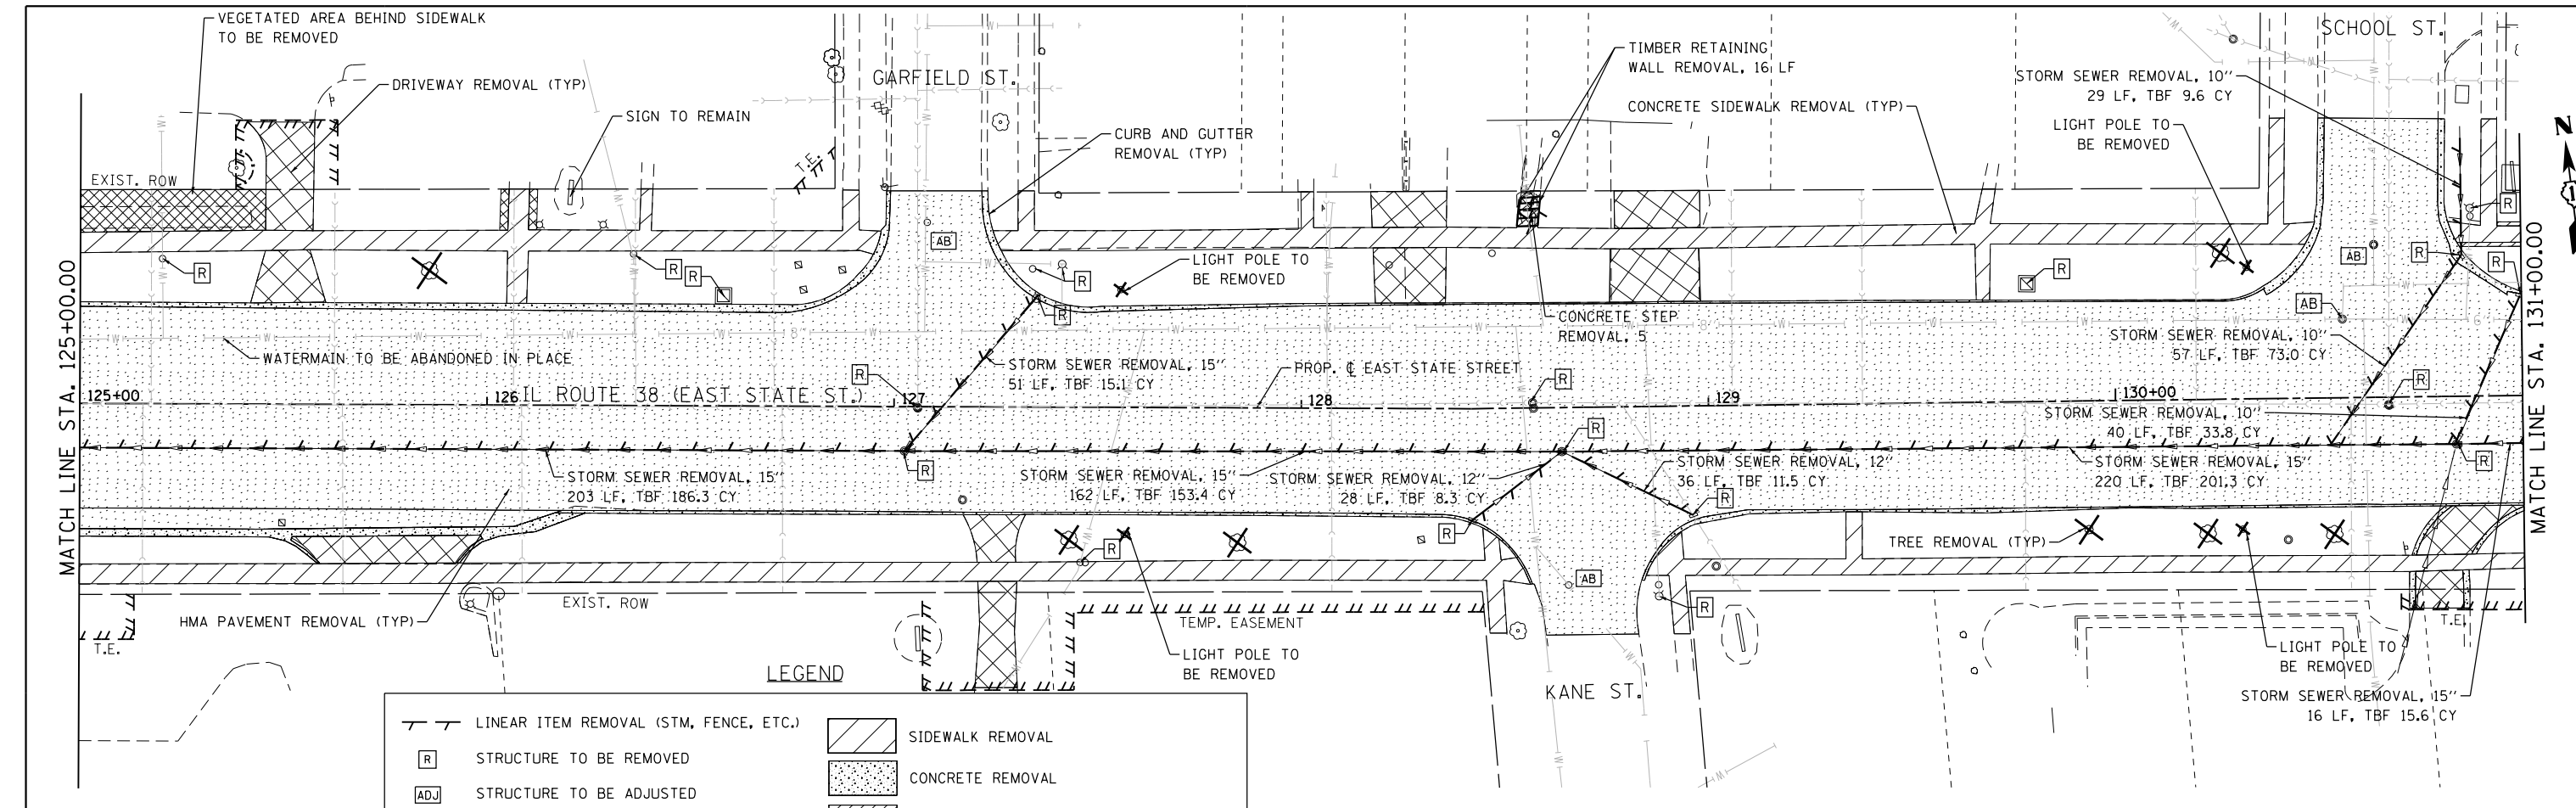 VEGETATED AREA BEHIND SIDEWALK
TO BE REMOVED
DRIVEWAY REMOVAL (TYP)
SIGN TO REMAIN
GARFIELD ST.
CURB AND GUTTER
REMOVAL (TYP)
TIMBER RETAINING
WALL REMOVAL, 16 LF
CONCRETE SIDEWALK REMOVAL (TYP)
SCHOOL ST.
STORM SEWER REMOVAL, 10"
29 LF, TBF 9.6 CY
LIGHT POLE TO
BE REMOVED
N
EXIST. ROW
T.E.
AB
R
R
R
R
R
LIGHT POLE TO
BE REMOVED
R
AB
R
R
R
AB
CONCRETE STEP
REMOVAL, 5
8"
8"
6"
WATERMAIN TO BE ABANDONED IN PLACE
STORM SEWER REMOVAL, 15"
51 LF, TBF 15.1 CY
PROP. ℄ EAST STATE STREET
STORM SEWER REMOVAL, 10"
57 LF, TBF 73.0 CY
R
R
R
MATCH LINE STA. 125+00.00
MATCH LINE STA. 131+00.00
125+00
126
IL ROUTE 38 (EAST STATE ST.)
127
128
129
130+00
STORM SEWER REMOVAL, 10"
40 LF, TBF 33.8 CY
R
R
R
STORM SEWER REMOVAL, 15"
203 LF, TBF 186.3 CY
STORM SEWER REMOVAL, 15"
162 LF, TBF 153.4 CY
STORM SEWER REMOVAL, 12"
28 LF, TBF 8.3 CY
STORM SEWER REMOVAL, 12"
36 LF, TBF 11.5 CY
STORM SEWER REMOVAL, 15"
220 LF, TBF 201.3 CY
R
R
R
TREE REMOVAL (TYP)
AB
R
EXIST. ROW
HMA PAVEMENT REMOVAL (TYP)
T.E.
TEMP. EASEMENT
T.E.
LIGHT POLE TO
BE REMOVED
LIGHT POLE TO
BE REMOVED
KANE ST.
STORM SEWER REMOVAL, 15"
16 LF, TBF 15.6 CY
LEGEND
LINEAR ITEM REMOVAL (STM, FENCE, ETC.)
SIDEWALK REMOVAL
R STRUCTURE TO BE REMOVED
CONCRETE REMOVAL
ADJ STRUCTURE TO BE ADJUSTED